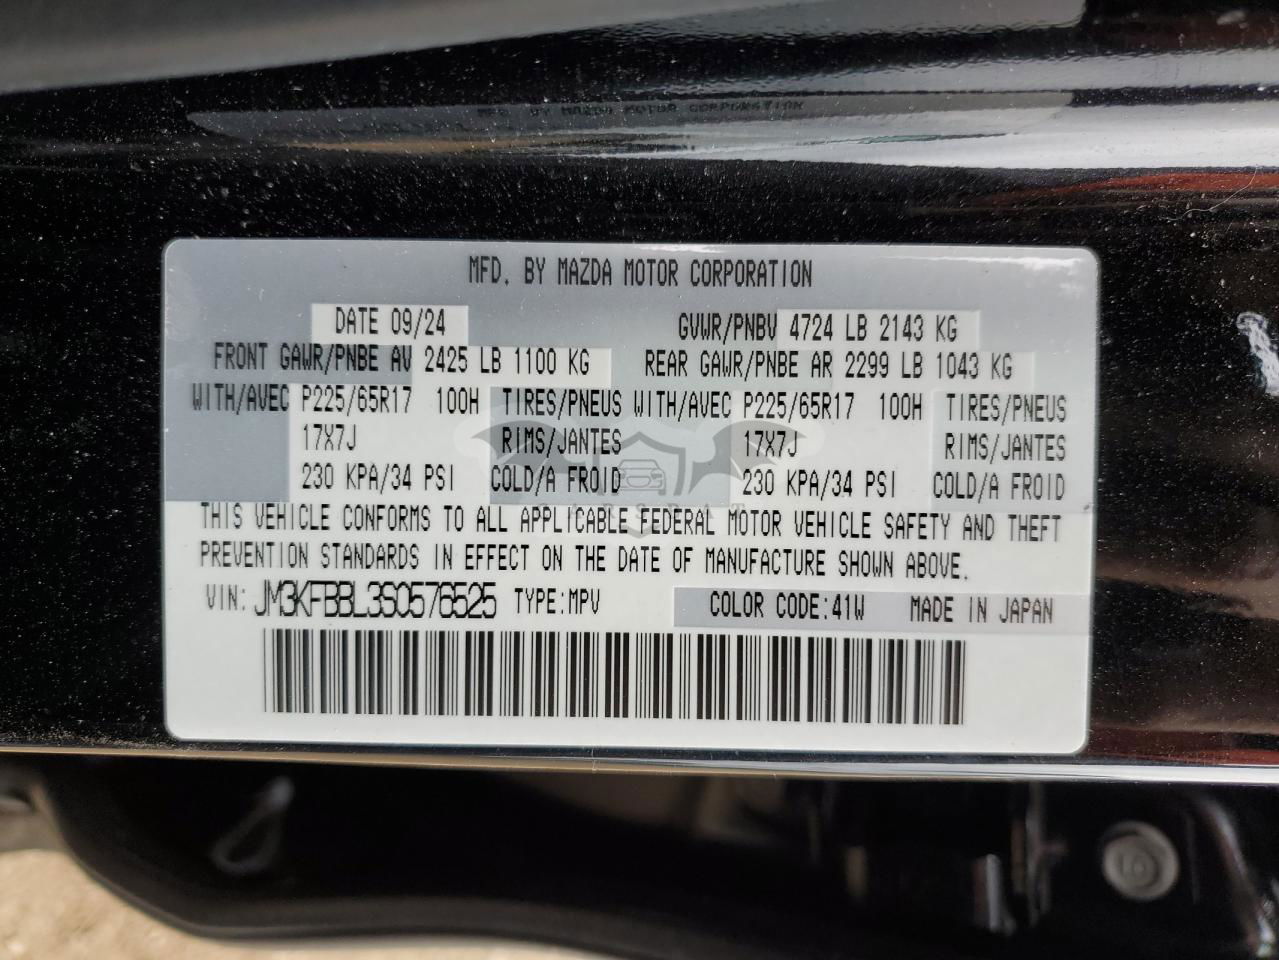 MFD. BY MAZDA MOTOR CORPORATION
MFD. BY MAZDA MOTOR CORPORATION
DATE 09/24 GVWR/PNBV 4724 LB 2143 KG
FRONT GAWR/PNBE AV 2425 LB 1100 KG REAR GAWR/PNBE AR 2299 LB 1043 KG
WITH/AVEC P225/65R17 100H TIRES/PNEUS WITH/AVEC P225/65R17 100H TIRES/PNEUS
17X7J RIMS/JANTES 17X7J RIMS/JANTES
230 KPA/34 PSI COLD/A FROID 230 KPA/34 PSI COLD/A FROID
THIS VEHICLE CONFORMS TO ALL APPLICABLE FEDERAL MOTOR VEHICLE SAFETY AND THEFT
PREVENTION STANDARDS IN EFFECT ON THE DATE OF MANUFACTURE SHOWN ABOVE.
VIN: JM3KFBBL3S0576525 TYPE:MPV COLOR CODE:41W MADE IN JAPAN